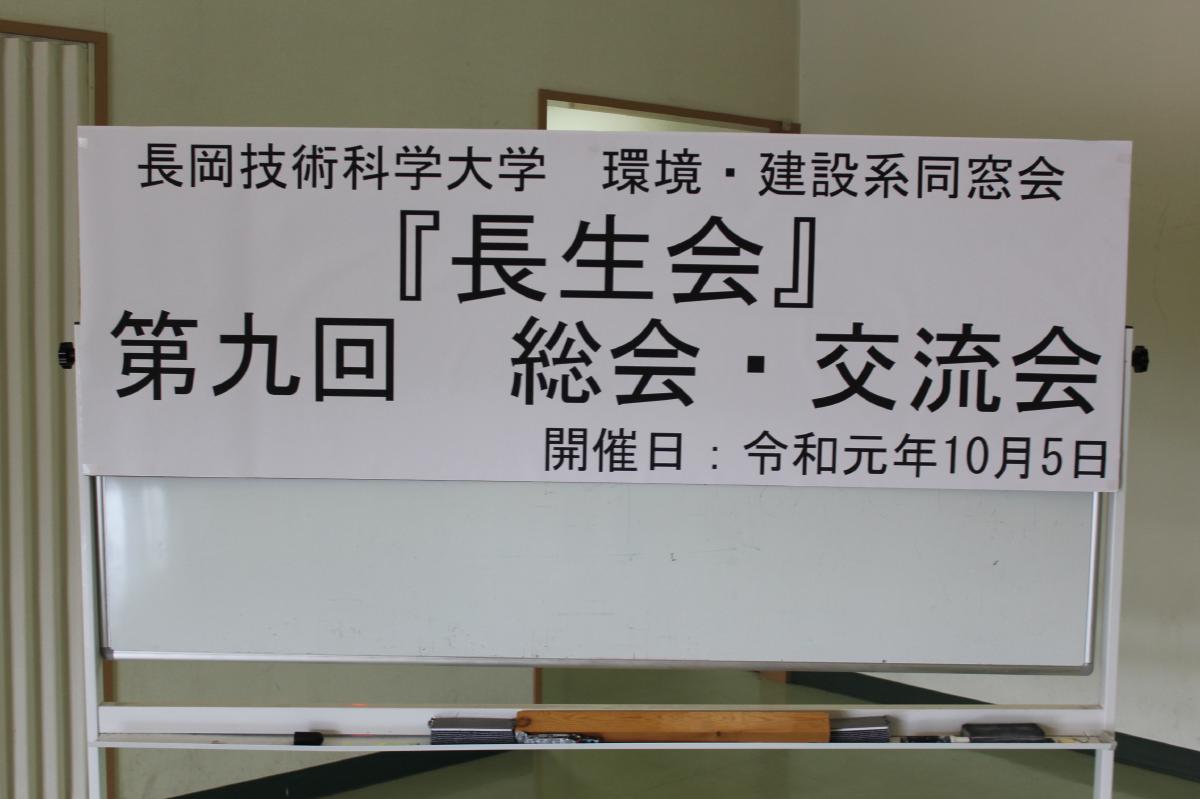 長岡技術科学大学　環境・建設系同窓会
『長生会』
第九回　総会・交流会
開催日：令和元年10月5日